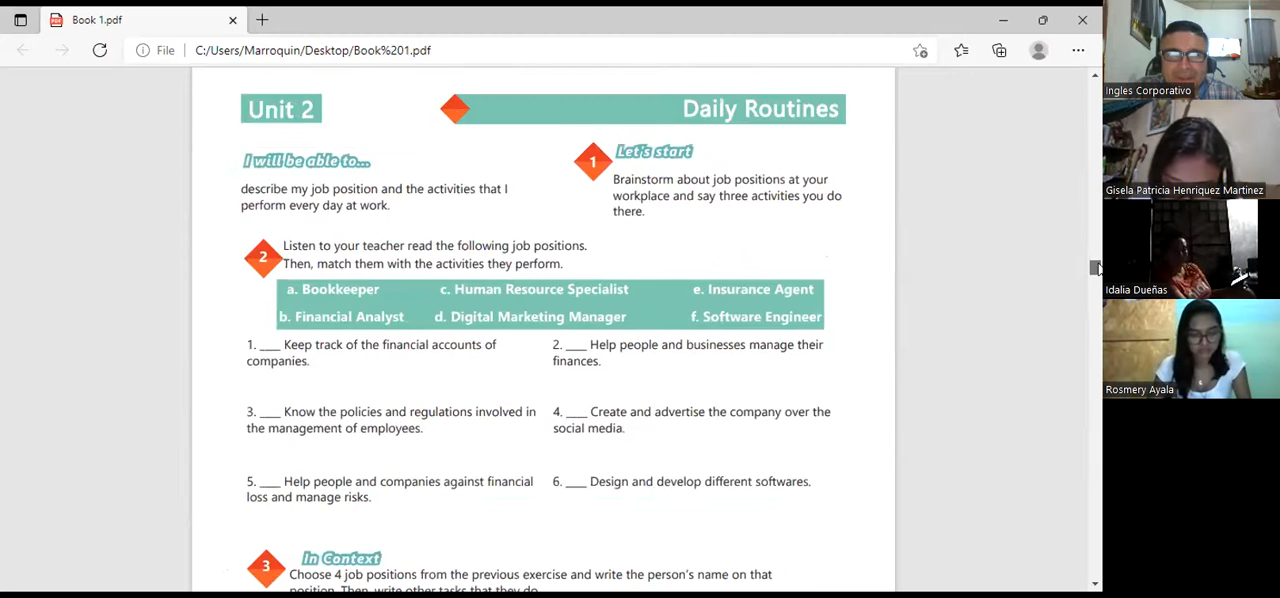 Book 1.pdf
File
C:/Users/Marroquin/Desktop/Book%201.pdf
Unit 2
Daily Routines
I will be able to...
describe my job position and the activities that I
perform every day at work.
1
Let's start
Brainstorm about job positions at your
workplace and say three activities you do
there.
2
Listen to your teacher read the following job positions.
Then, match them with the activities they perform.
a. Bookkeeper
c. Human Resource Specialist
e. Insurance Agent
b. Financial Analyst
d. Digital Marketing Manager
f. Software Engineer
1. ___ Keep track of the financial accounts of
companies.
2. ___ Help people and businesses manage their
finances.
3. ___ Know the policies and regulations involved in
the management of employees.
4. ___ Create and advertise the company over the
social media.
5. ___ Help people and companies against financial
loss and manage risks.
6. ___ Design and develop different softwares.
3
In Context
Choose 4 job positions from the previous exercise and write the person's name on that
position. Then, write other tasks that they do
Ingles Corporativo
Gisela Patricia Henriquez Martinez
Idalia Dueñas
Rosmery Ayala